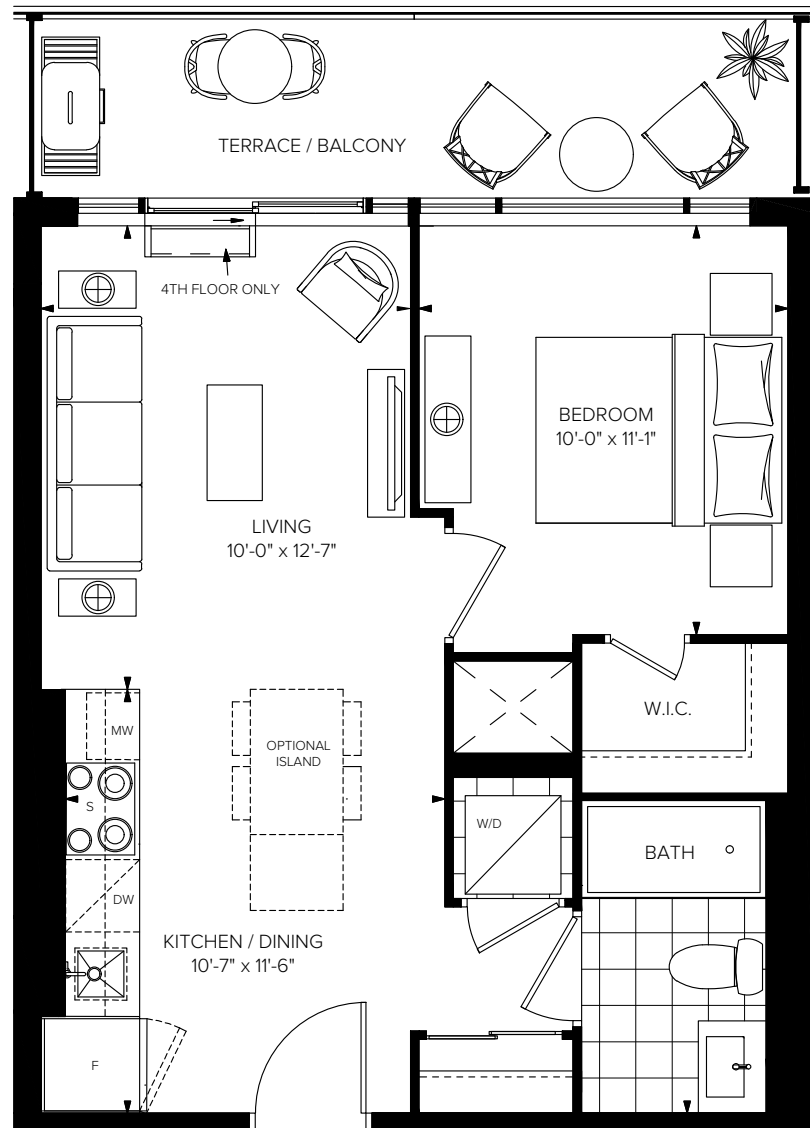 TERRACE / BALCONY
4TH FLOOR ONLY
BEDROOM
10'-0" x 11'-1"
LIVING
10'-0" x 12'-7"
W.I.C.
MW
OPTIONAL
ISLAND
S
W/D
BATH
DW
KITCHEN / DINING
10'-7" x 11'-6"
F